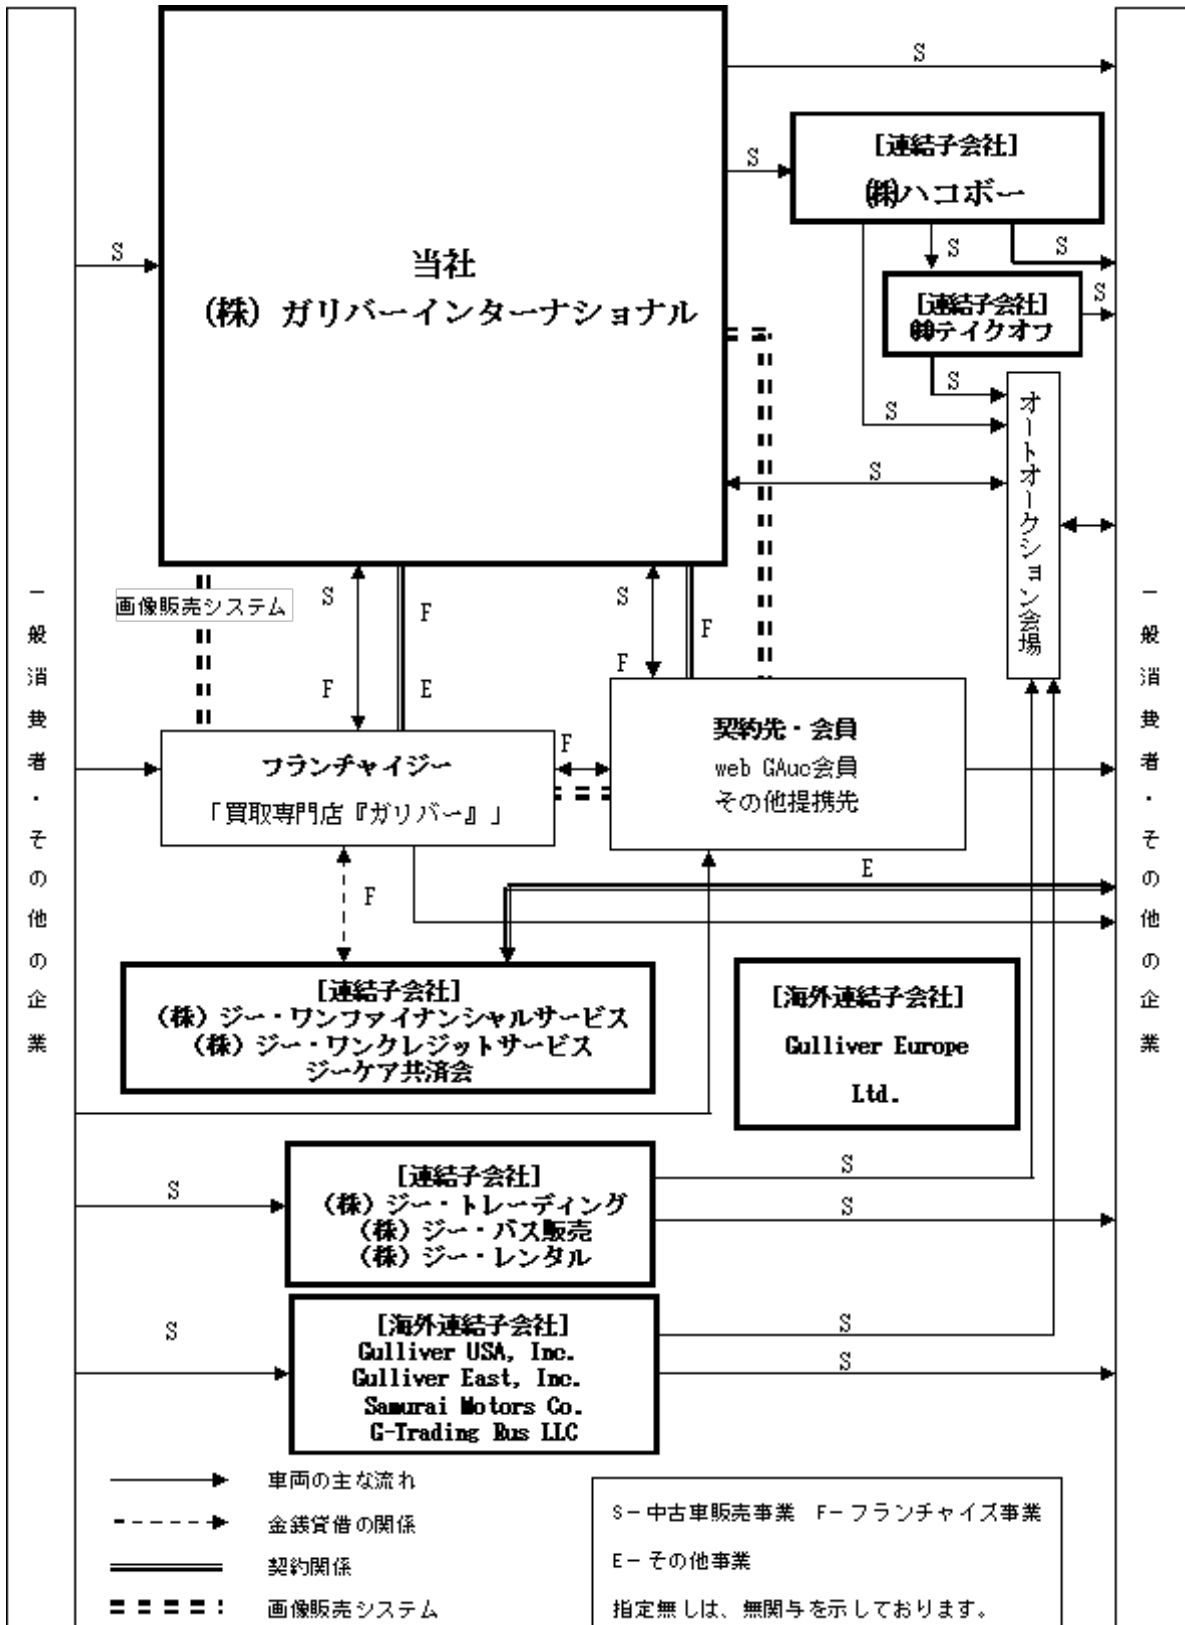 S
[連結子会社]
S
㈱ハコボー
S
当社
S
S
(株) ガリバーインターナショナル
[連結子会社]
S
㈱テイクオフ
S
S
オートオークション会場
S
画像販売システム
S
F
S
F
F
E
F
一般消費者・その他の企業
一般消費者・その他の企業
フランチャイジー
「買取専門店『ガリバー』」
F
契約先・会員
web GAuc会員
その他提携先
E
F
[連結子会社]
(株) ジー・ワンファイナンシャルサービス
(株) ジー・ワンクレジットサービス
ジーケア共済会
[海外連結子会社]
Gulliver Europe
Ltd.
S
[連結子会社]
(株) ジー・トレーディング
(株) ジー・バス販売
(株) ジー・レンタル
S
S
S
[海外連結子会社]
Gulliver USA, Inc.
Gulliver East, Inc.
Samurai Motors Co.
G-Trading Rus LLC
S
S
車両の主な流れ
金銭貸借の関係
契約関係
画像販売システム
S−中古車販売事業 F−フランチャイズ事業
E−その他事業
指定無しは、無関与を示しております。